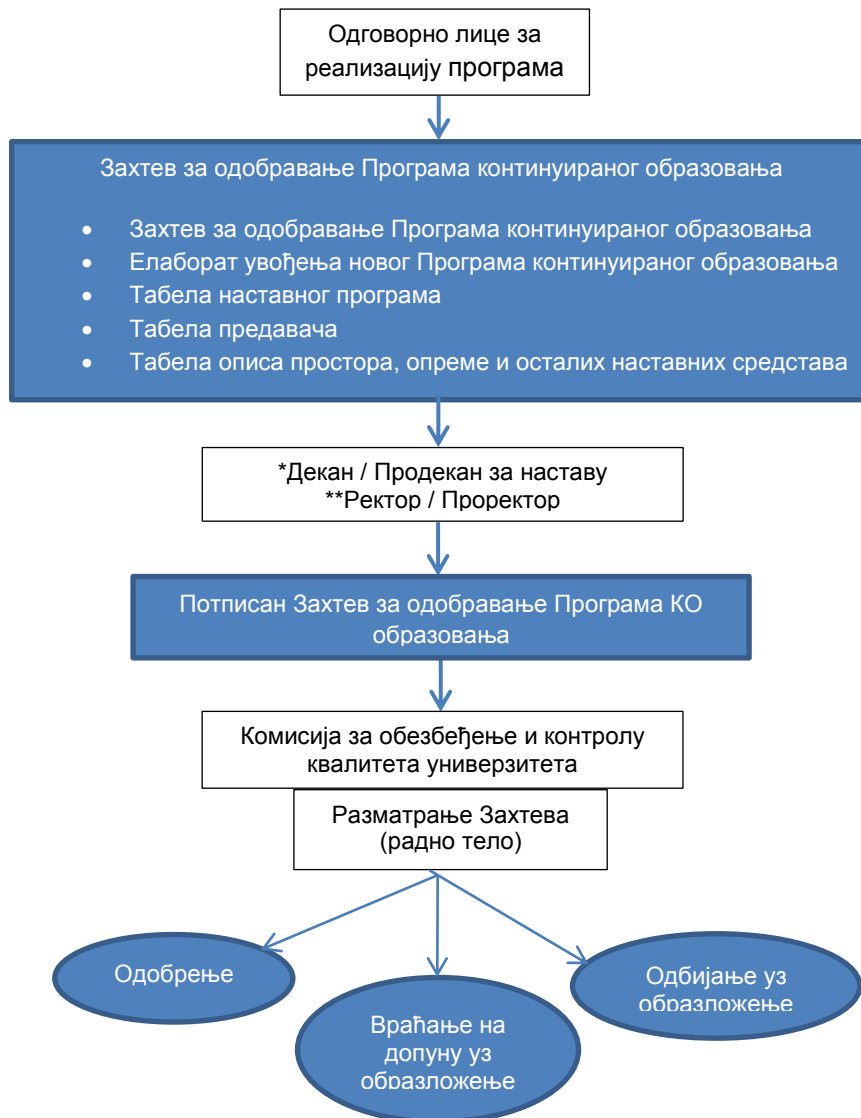 Одговорно лице за
реализацију програма
Захтев за одобравање Програма континуираног образовања
• Захтев за одобравање Програма континуираног образовања
• Елаборат увођења новог Програма континуираног образовања
• Табела наставног програма
• Табела предавача
• Табела описа простора, опреме и осталих наставних средстава
*Декан / Продекан за наставу
**Ректор / Проректор
Потписан Захтев за одобравање Програма КО
образовања
Комисија за обезбеђење и контролу
квалитета универзитета
Разматрање Захтева
(радно тело)
Одобрење
Враћање на
допуну уз
образложење
Одбијање уз
образложење